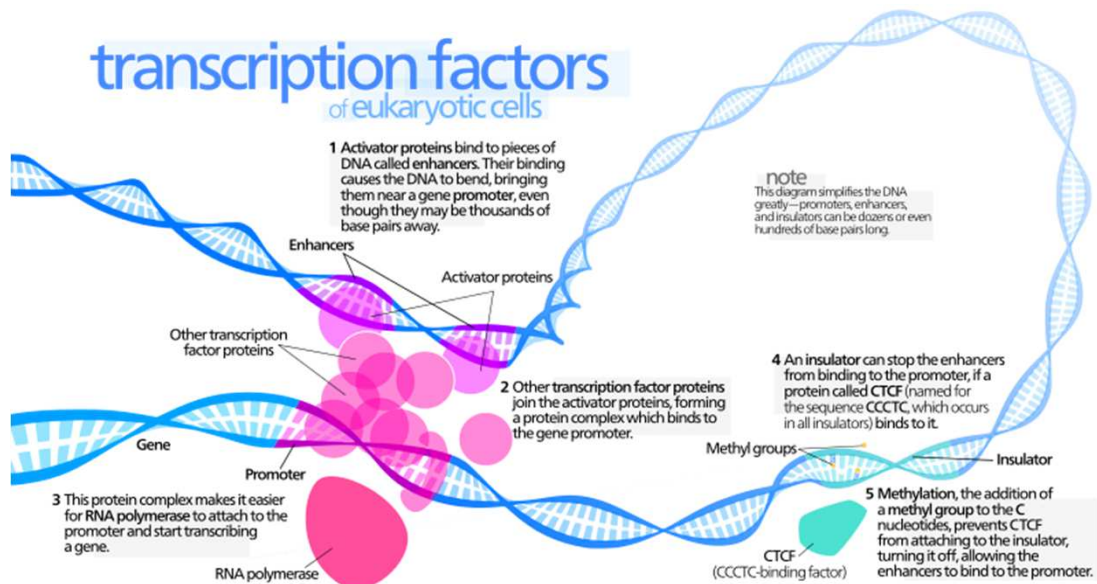 transcription factors
of eukaryotic cells
1 Activator proteins bind to pieces of
DNA called enhancers. Their binding
causes the DNA to bend, bringing
them near a gene promoter, even
though they may be thousands of
base pairs away.
note
This diagram simplifies the DNA
greatly—promoters, enhancers,
and insulators can be dozens or even
hundreds of base pairs long.
Enhancers
Activator proteins
Other transcription
factor proteins
2 Other transcription factor proteins
join the activator proteins, forming
a protein complex which binds to
the gene promoter.
4 An insulator can stop the enhancers
from binding to the promoter, if a
protein called CTCF (named for
the sequence CCCTC, which occurs
in all insulators) binds to it.
Gene
Promoter
Methyl groups
Insulator
3 This protein complex makes it easier
for RNA polymerase to attach to the
promoter and start transcribing
a gene.
RNA polymerase
CTCF
(CCCTC-binding factor)
5 Methylation, the addition of
a methyl group to the C
nucleotides, prevents CTCF
from attaching to the insulator,
turning it off, allowing the
enhancers to bind to the promoter.